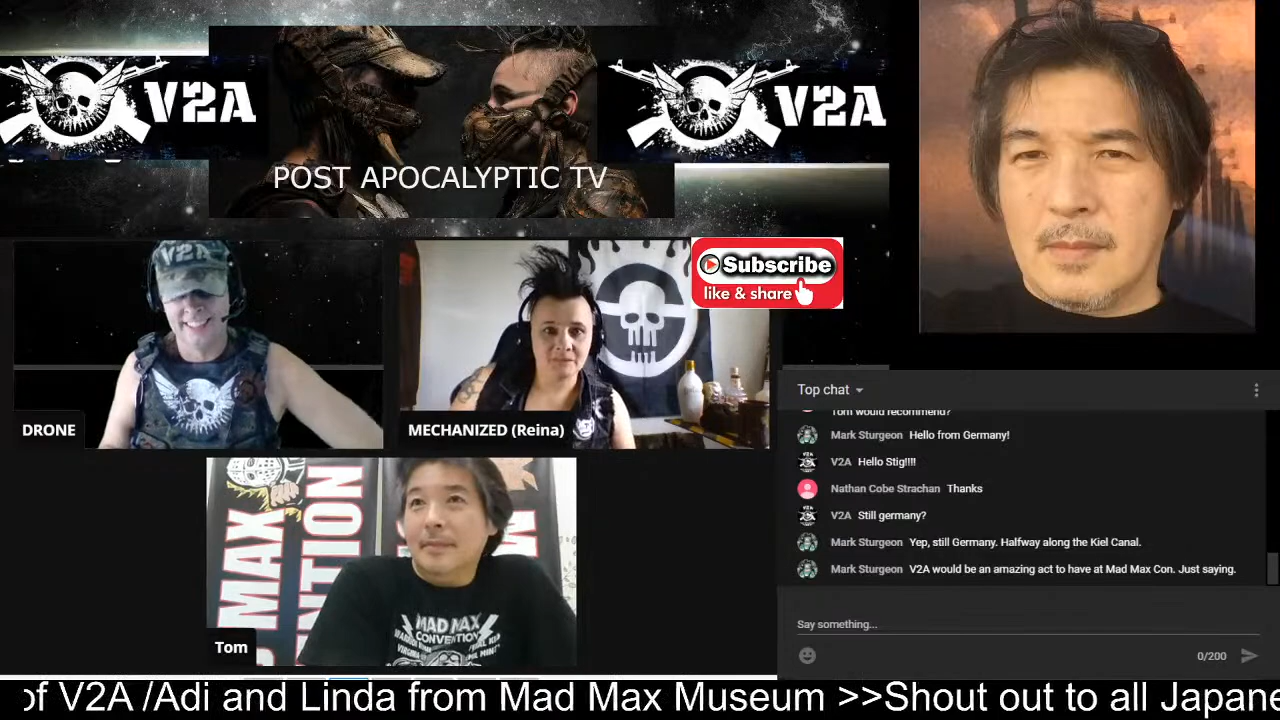 V2A
V2A
POST APOCALYPTIC TV
V2A
Subscribe
like & share
DRONE
MECHANIZED (Reina)
MAX
NTION
MAD MAX
CONVENTION
Tom
Top chat
Tom would recommend?
Mark Sturgeon Hello from Germany!
V2A Hello Stig!!!!
Nathan Cobe Strachan Thanks
V2A Still germany?
Mark Sturgeon Yep, still Germany. Halfway along the Kiel Canal.
Mark Sturgeon V2A would be an amazing act to have at Mad Max Con. Just saying.
Say something...
0/200
of V2A /Adi and Linda from Mad Max Museum >>Shout out to all Japane